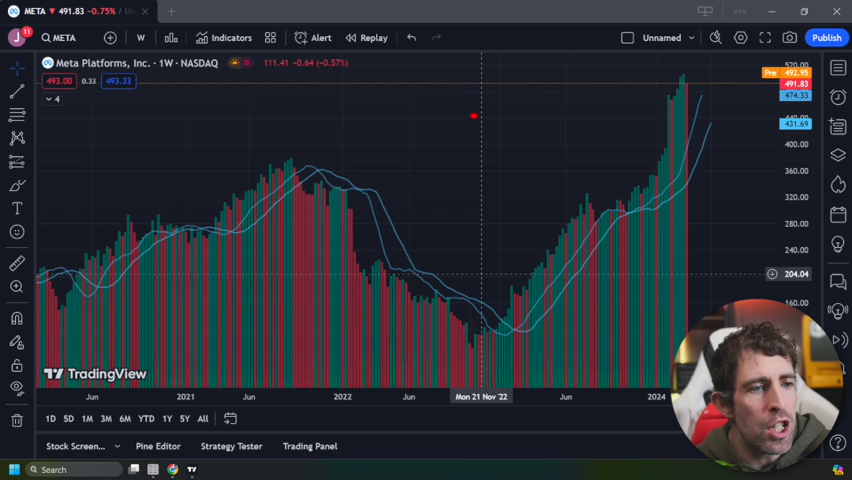 META ▼ 491.83 −0.75% / Un
J 11 META W Indicators Alert Replay Unnamed Publish
Meta Platforms, Inc. · 1W · NASDAQ 111.41 −0.64 (−0.57%)
493.00 0.33 493.33
4
520.00
Pre: 492.95
491.83
474.33
440.00
431.69
400.00
360.00
320.00
280.00
240.00
204.04
160.00
TradingView
Jun 2021 Jun 2022 Jun Mon 21 Nov '22 Jun 2024
1D 5D 1M 3M 6M YTD 1Y 5Y All
Stock Screen... Pine Editor Strategy Tester Trading Panel
Search